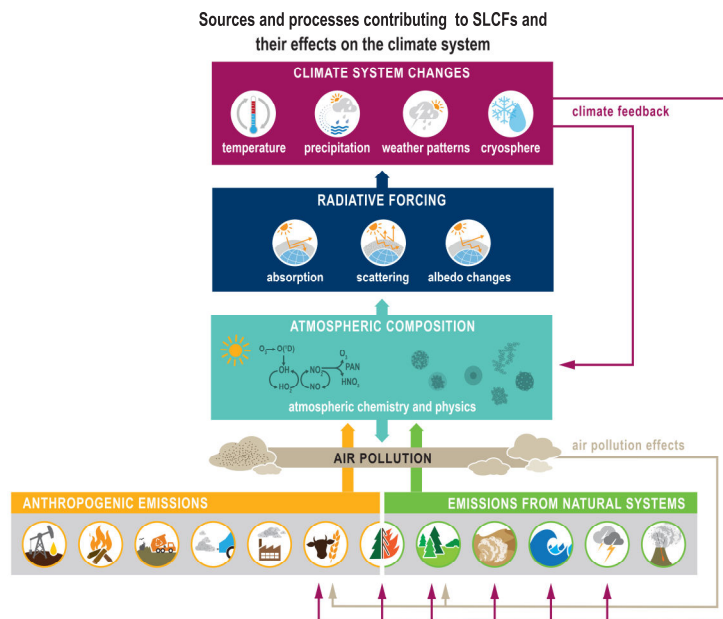 Sources and processes contributing to SLCFs and
their effects on the climate system
CLIMATE SYSTEM CHANGES
temperature
precipitation
weather patterns
cryosphere
climate feedback
RADIATIVE FORCING
absorption
scattering
albedo changes
ATMOSPHERIC COMPOSITION
O₃ → O(¹D)
OH
HO₂
NO₂
NO
O₃
PAN
HNO₃
atmospheric chemistry and physics
AIR POLLUTION
air pollution effects
ANTHROPOGENIC EMISSIONS
EMISSIONS FROM NATURAL SYSTEMS